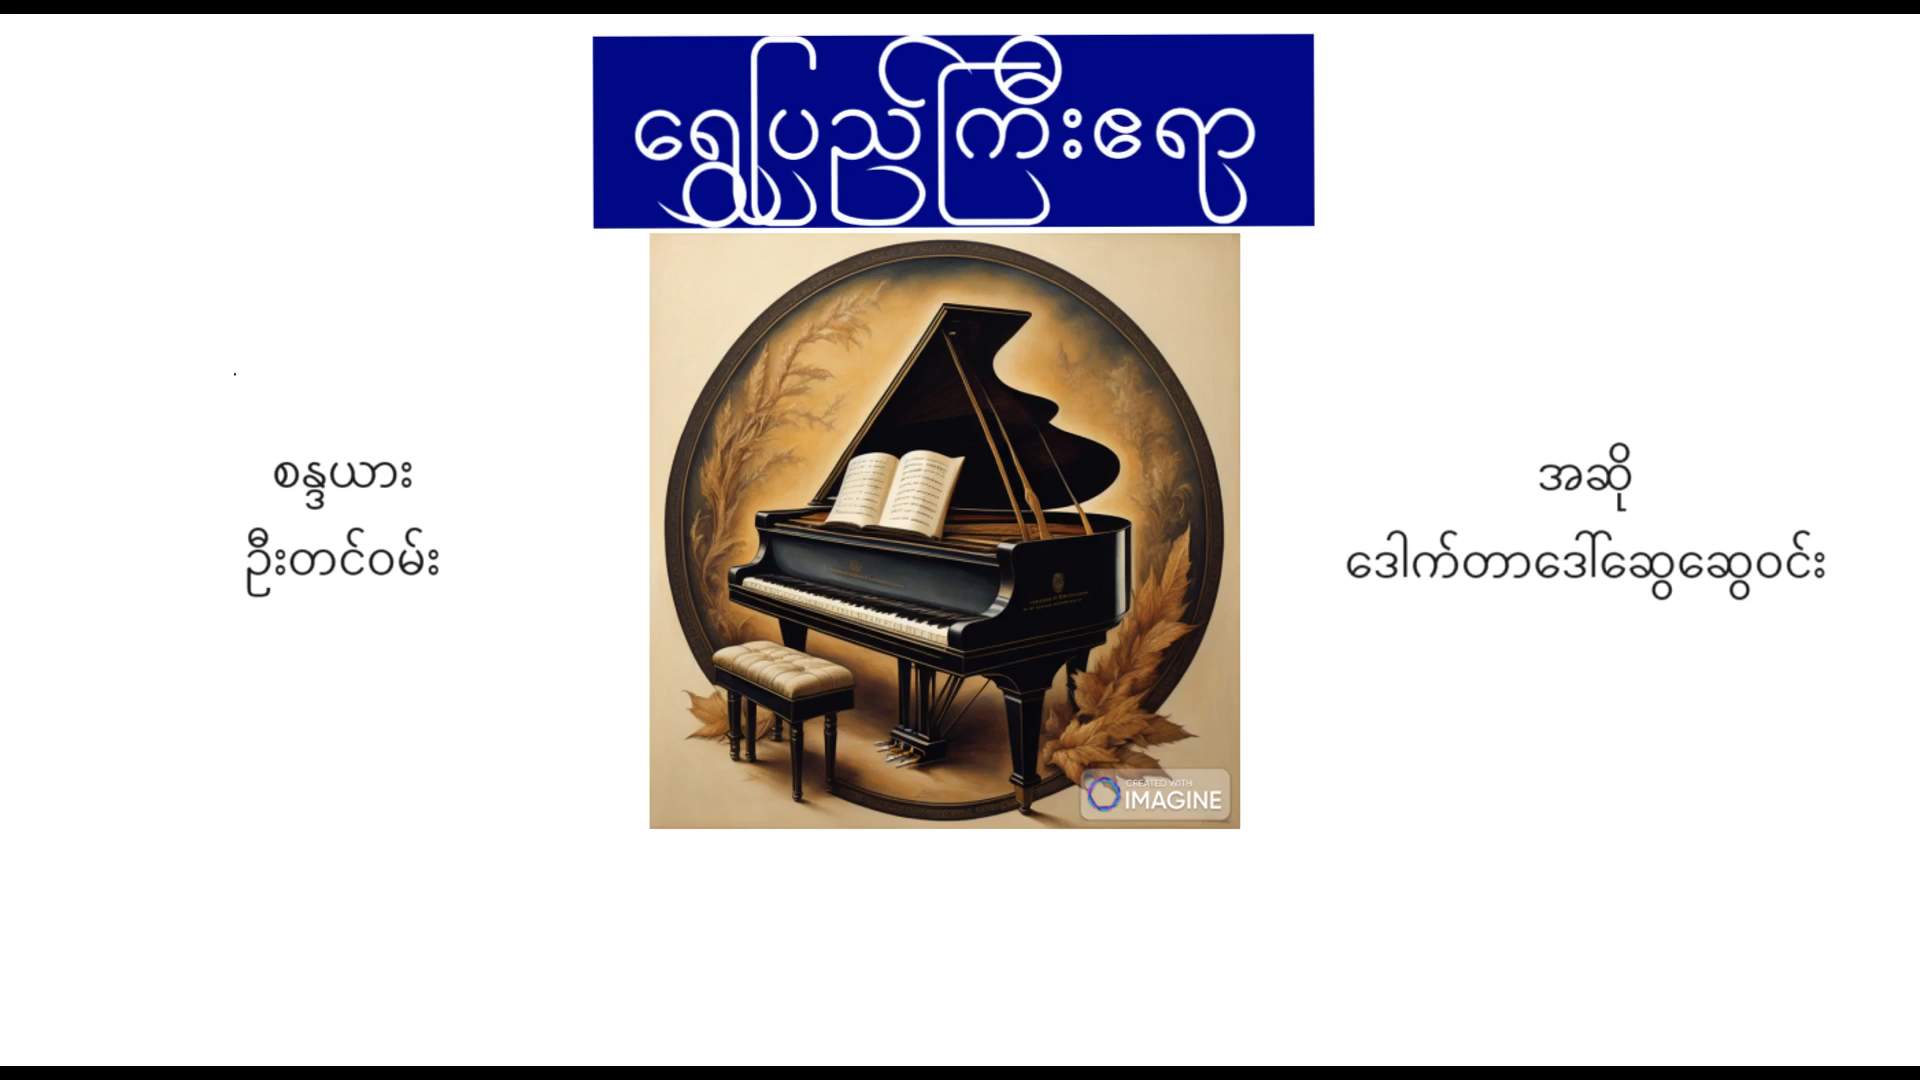 ရွှေပြည်ကြီးဧရာ
စန္ဒယား
ဦးတင်ဝမ်း
အဆို
ဒေါက်တာဒေါ်ဆွေဆွေဝင်း
CREATED WITH
IMAGINE